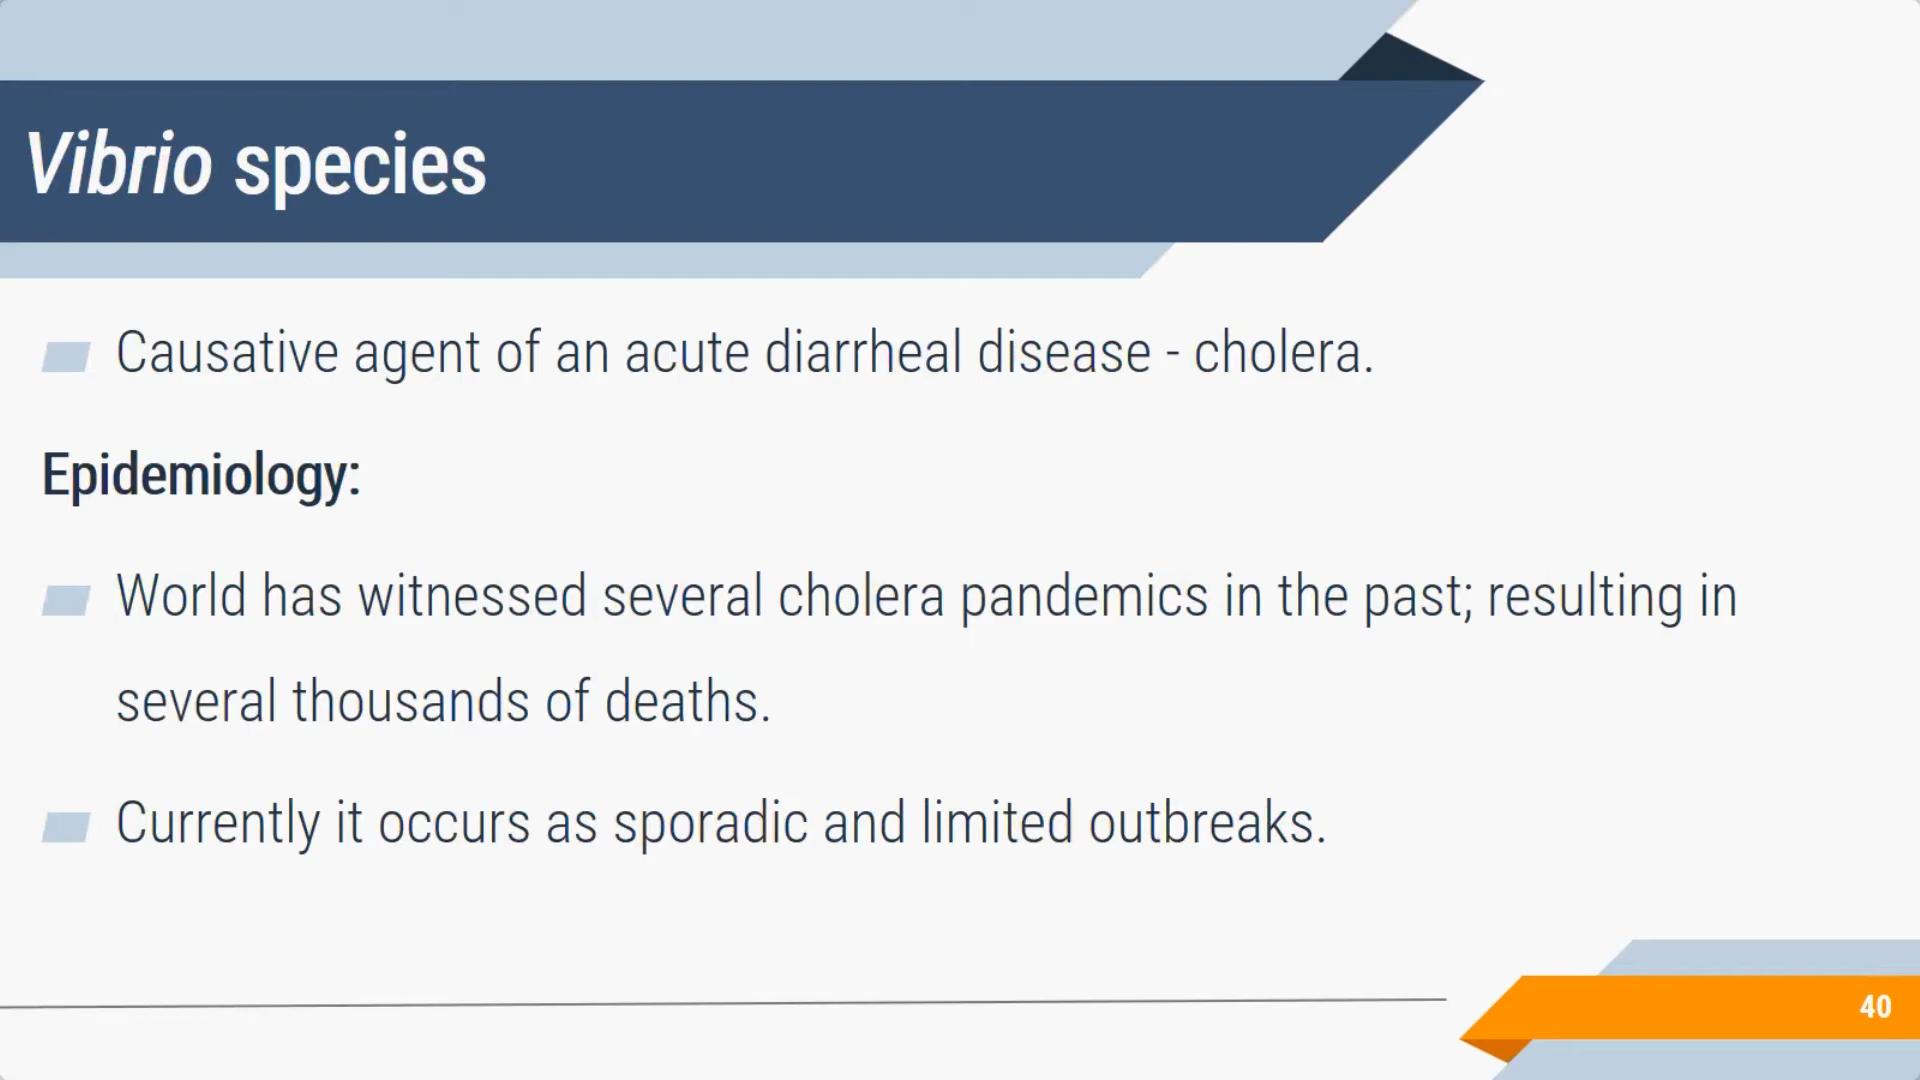 Vibrio species
Causative agent of an acute diarrheal disease - cholera.
Epidemiology:
World has witnessed several cholera pandemics in the past; resulting in
several thousands of deaths.
Currently it occurs as sporadic and limited outbreaks.
40